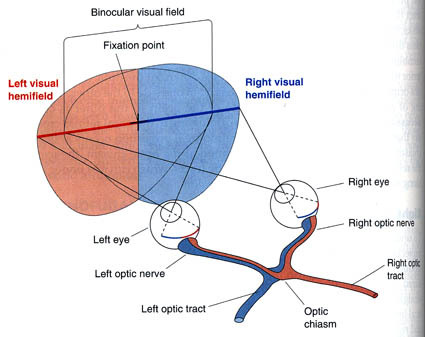 Binocular visual field
Fixation point
Left visual
hemifield
Right visual
hemifield
Right eye
Right optic nerve
Left eye
Right optic
tract
Left optic nerve
Left optic tract
Optic
chiasm